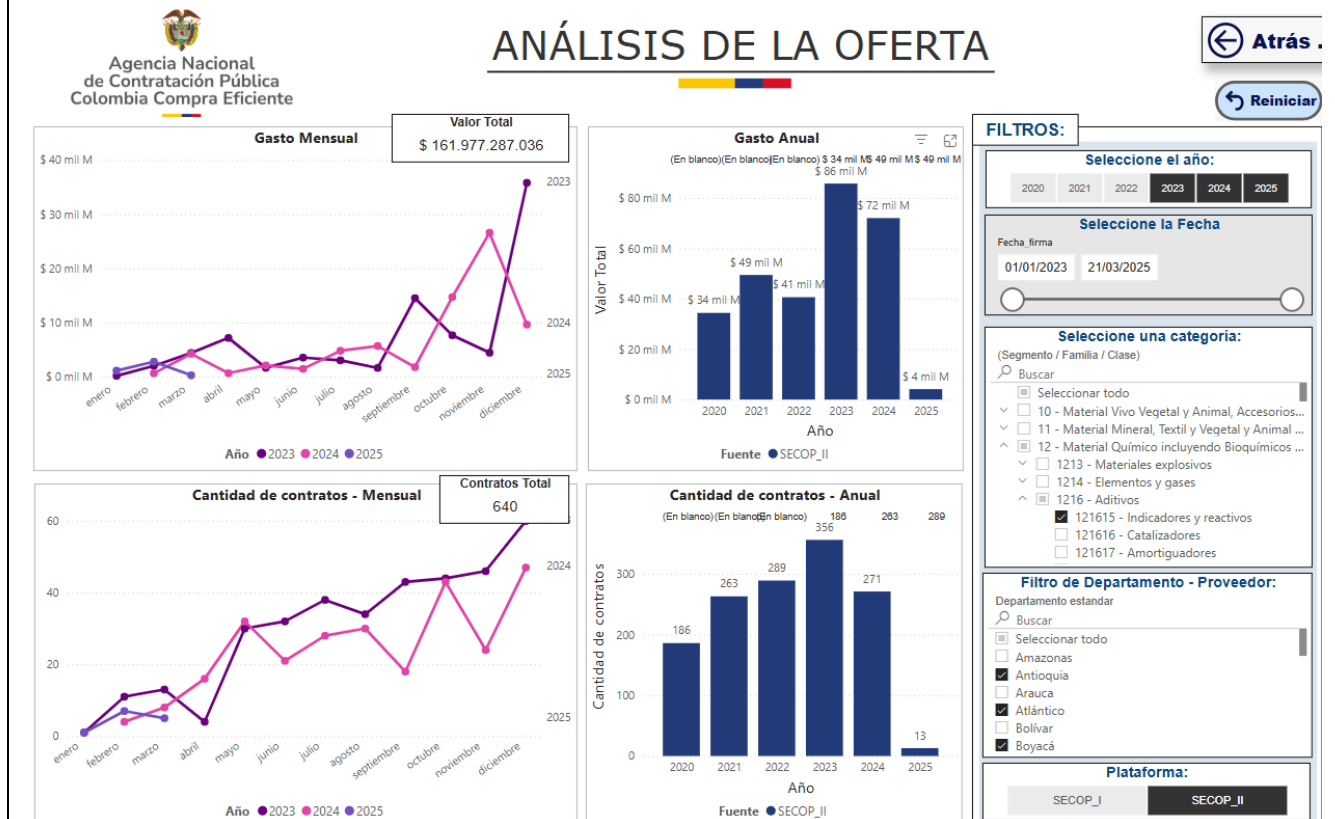 Agencia Nacional
de Contratación Pública
Colombia Compra Eficiente
ANÁLISIS DE LA OFERTA
Atrás .
Reiniciar
Gasto Mensual
Valor Total
$ 161.977.287.036
$ 40 mil M
$ 30 mil M
$ 20 mil M
$ 10 mil M
$ 0 mil M
2023
2024
2025
enero
febrero
marzo
abril
mayo
junio
julio
agosto
septiembre
octubre
noviembre
diciembre
Año 2023 2024 2025
Gasto Anual
(En blanco)(En blanco)(En blanco) $ 34 mil M$ 49 mil M$ 49 mil M
$ 86 mil M
$ 72 mil M
$ 49 mil M
$ 41 mil M
$ 34 mil M
$ 4 mil M
Valor Total
$ 80 mil M
$ 60 mil M
$ 40 mil M
$ 20 mil M
$ 0 mil M
2020 2021 2022 2023 2024 2025
Año
Fuente SECOP_II
Cantidad de contratos - Mensual
Contratos Total
640
60
40
20
0
2024
2025
enero
febrero
marzo
abril
mayo
junio
julio
agosto
septiembre
octubre
noviembre
diciembre
Año 2023 2024 2025
Cantidad de contratos - Anual
(En blanco)(En blanco)(En blanco) 186 263 289
356
289
271
263
186
13
Cantidad de contratos
300
200
100
0
2020 2021 2022 2023 2024 2025
Año
Fuente SECOP_II
FILTROS:
Seleccione el año:
2020 2021 2022 2023 2024 2025
Seleccione la Fecha
Fecha_firma
01/01/2023 21/03/2025
Seleccione una categoría:
(Segmento / Familia / Clase)
Buscar
Seleccionar todo
10 - Material Vivo Vegetal y Animal, Accesorios...
11 - Material Mineral, Textil y Vegetal y Animal ...
12 - Material Químico incluyendo Bioquímicos ...
1213 - Materiales explosivos
1214 - Elementos y gases
1216 - Aditivos
121615 - Indicadores y reactivos
121616 - Catalizadores
121617 - Amortiguadores
Filtro de Departamento - Proveedor:
Departamento estandar
Buscar
Seleccionar todo
Amazonas
Antioquia
Arauca
Atlántico
Bolívar
Boyacá
Plataforma:
SECOP_I SECOP_II